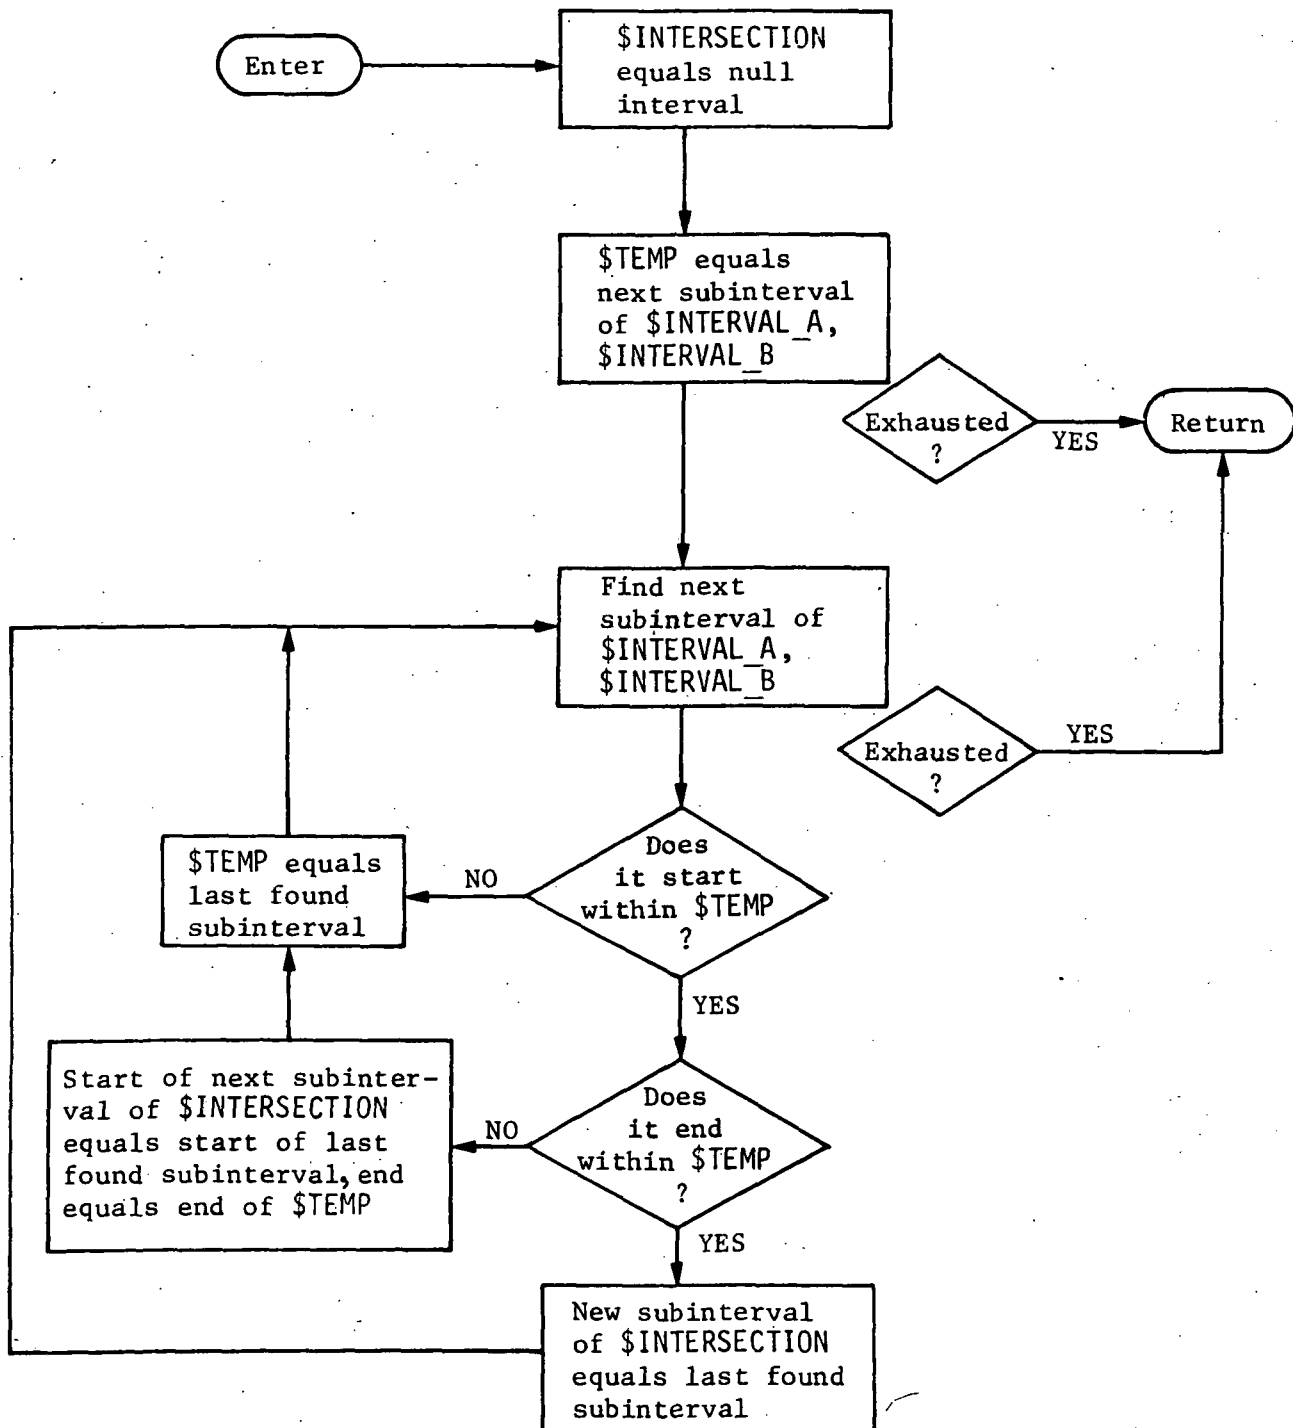 Enter
$INTERSECTION
equals null
interval
$TEMP equals
next subinterval
of $INTERVAL_A,
$INTERVAL_B
Exhausted
?
YES
Return
Find next
subinterval of
$INTERVAL_A,
$INTERVAL_B
Exhausted
?
YES
Does
it start
within $TEMP
?
NO
$TEMP equals
last found
subinterval
YES
Does
it end
within $TEMP
?
NO
Start of next subinter-
val of $INTERSECTION
equals start of last
found subinterval, end
equals end of $TEMP
YES
New subinterval
of $INTERSECTION
equals last found
subinterval